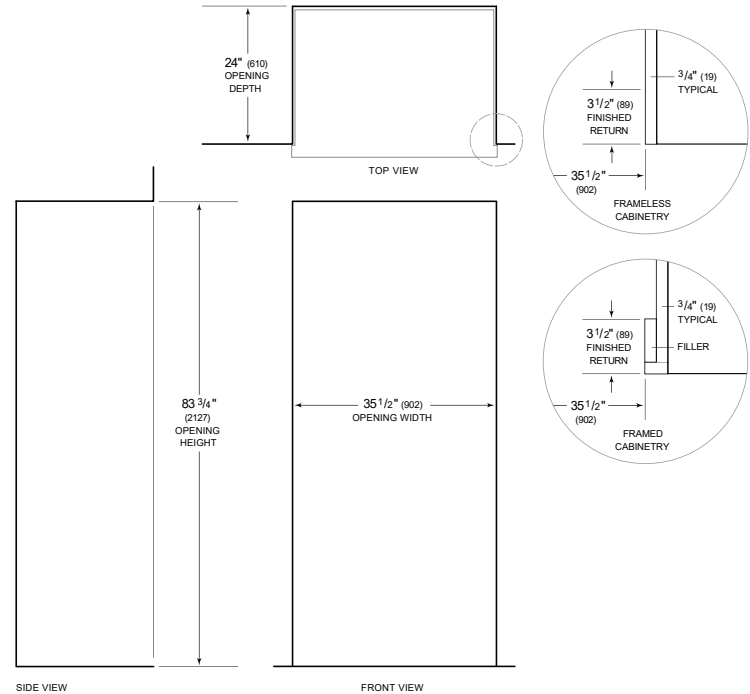 24" (610)
OPENING
DEPTH
TOP VIEW
3/4" (19)
TYPICAL
3 1/2" (89)
FINISHED
RETURN
35 1/2"
(902)
FRAMELESS
CABINETRY
3/4" (19)
TYPICAL
3 1/2" (89)
FINISHED
RETURN
FILLER
35 1/2"
(902)
FRAMED
CABINETRY
83 3/4"
(2127)
OPENING
HEIGHT
35 1/2" (902)
OPENING WIDTH
SIDE VIEW
FRONT VIEW